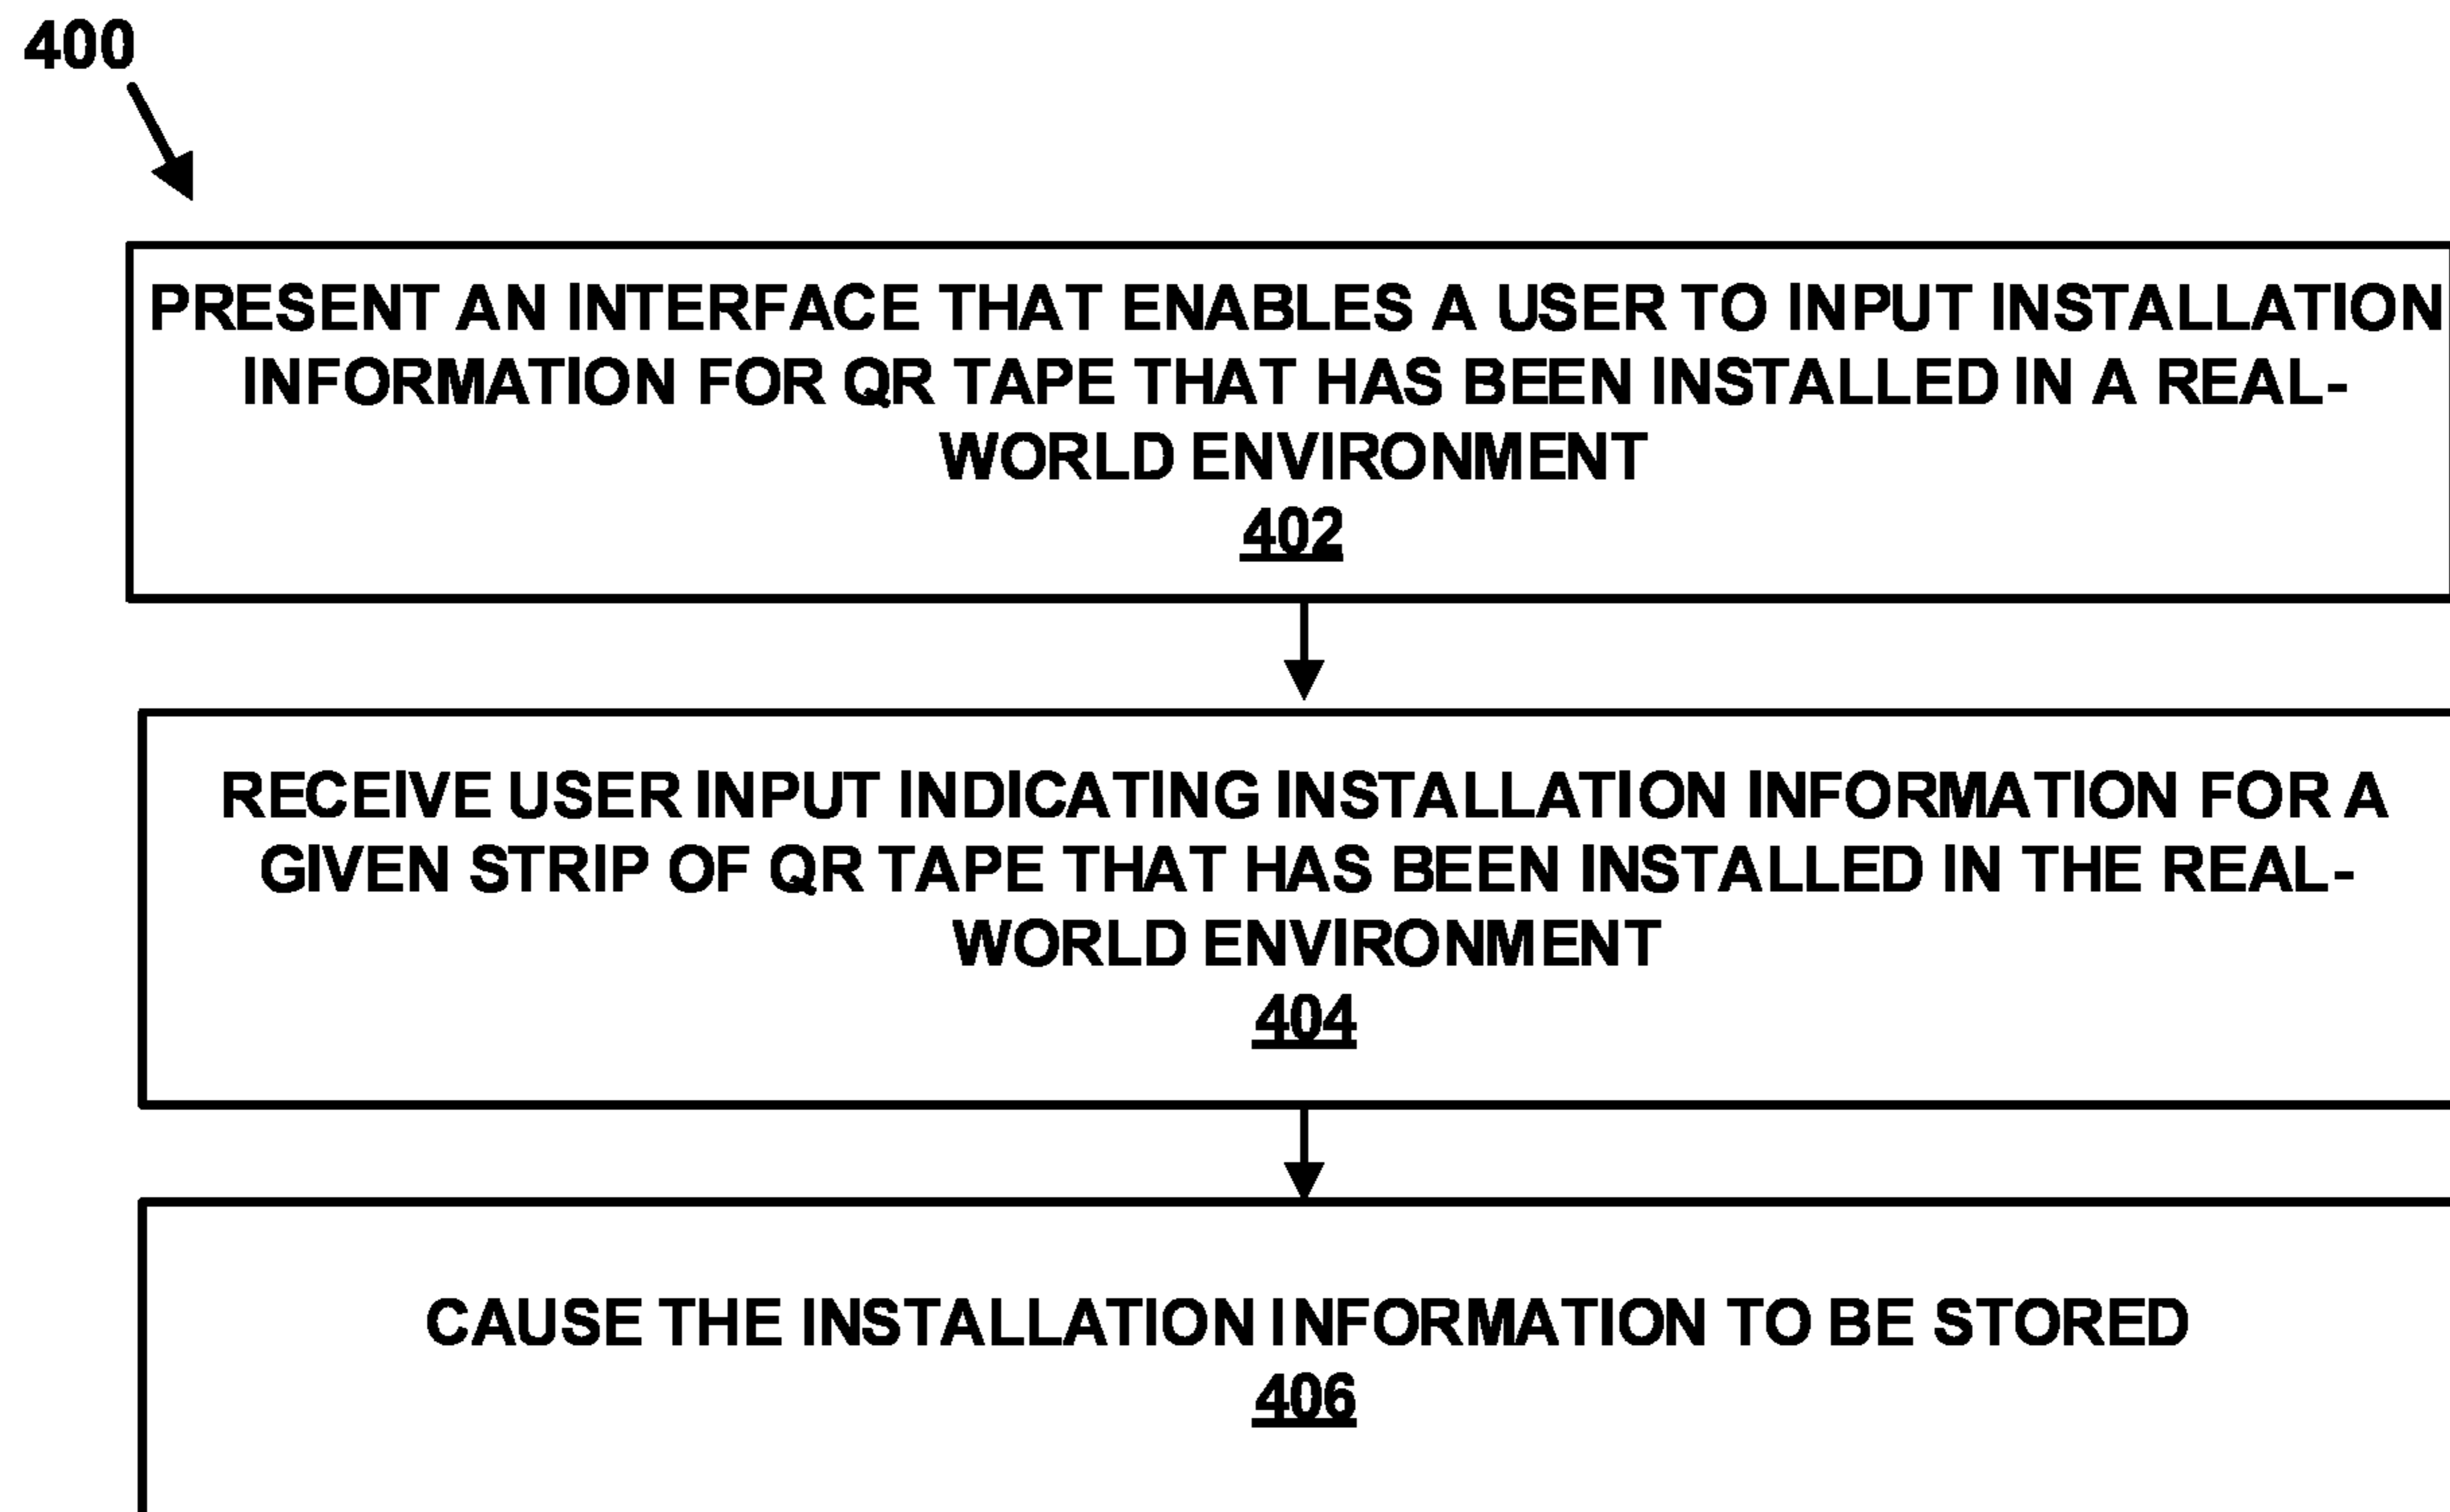 400
PRESENT AN INTERFACE THAT ENABLES A USER TO INPUT INSTALLATION
INFORMATION FOR QR TAPE THAT HAS BEEN INSTALLED IN A REAL-
WORLD ENVIRONMENT
402
RECEIVE USER INPUT INDICATING INSTALLATION INFORMATION FOR A
GIVEN STRIP OF QR TAPE THAT HAS BEEN INSTALLED IN THE REAL-
WORLD ENVIRONMENT
404
CAUSE THE INSTALLATION INFORMATION TO BE STORED
406